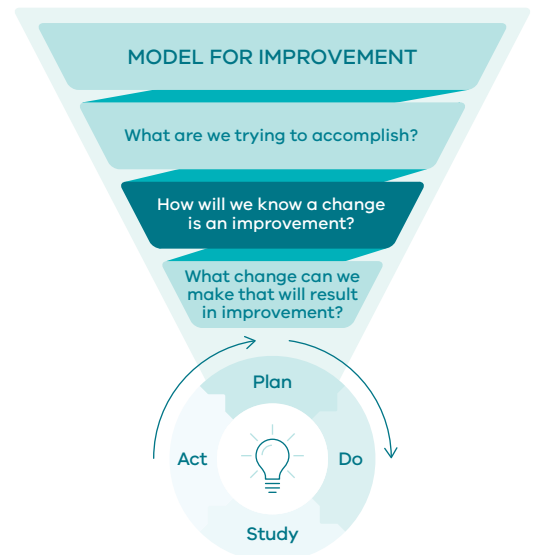 MODEL FOR IMPROVEMENT
What are we trying to accomplish?
How will we know a change
is an improvement?
What change can we
make that will result
in improvement?
Plan
Act
Do
Study